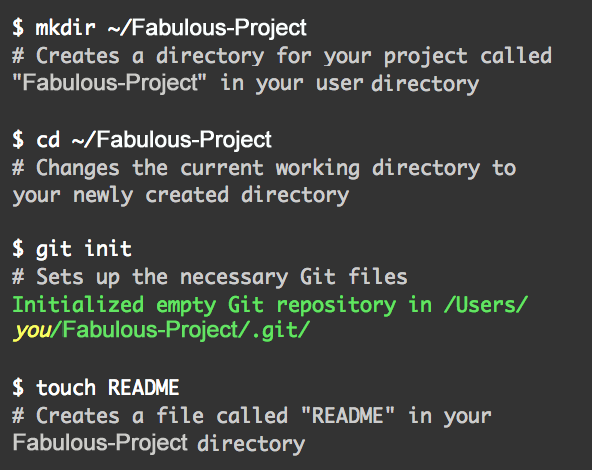 $ mkdir ~/Fabulous-Project
# Creates a directory for your project called
"Fabulous-Project" in your user directory
$ cd ~/Fabulous-Project
# Changes the current working directory to
your newly created directory
$ git init
# Sets up the necessary Git files
Initialized empty Git repository in /Users/
you/Fabulous-Project/.git/
$ touch README
# Creates a file called "README" in your
Fabulous-Project directory